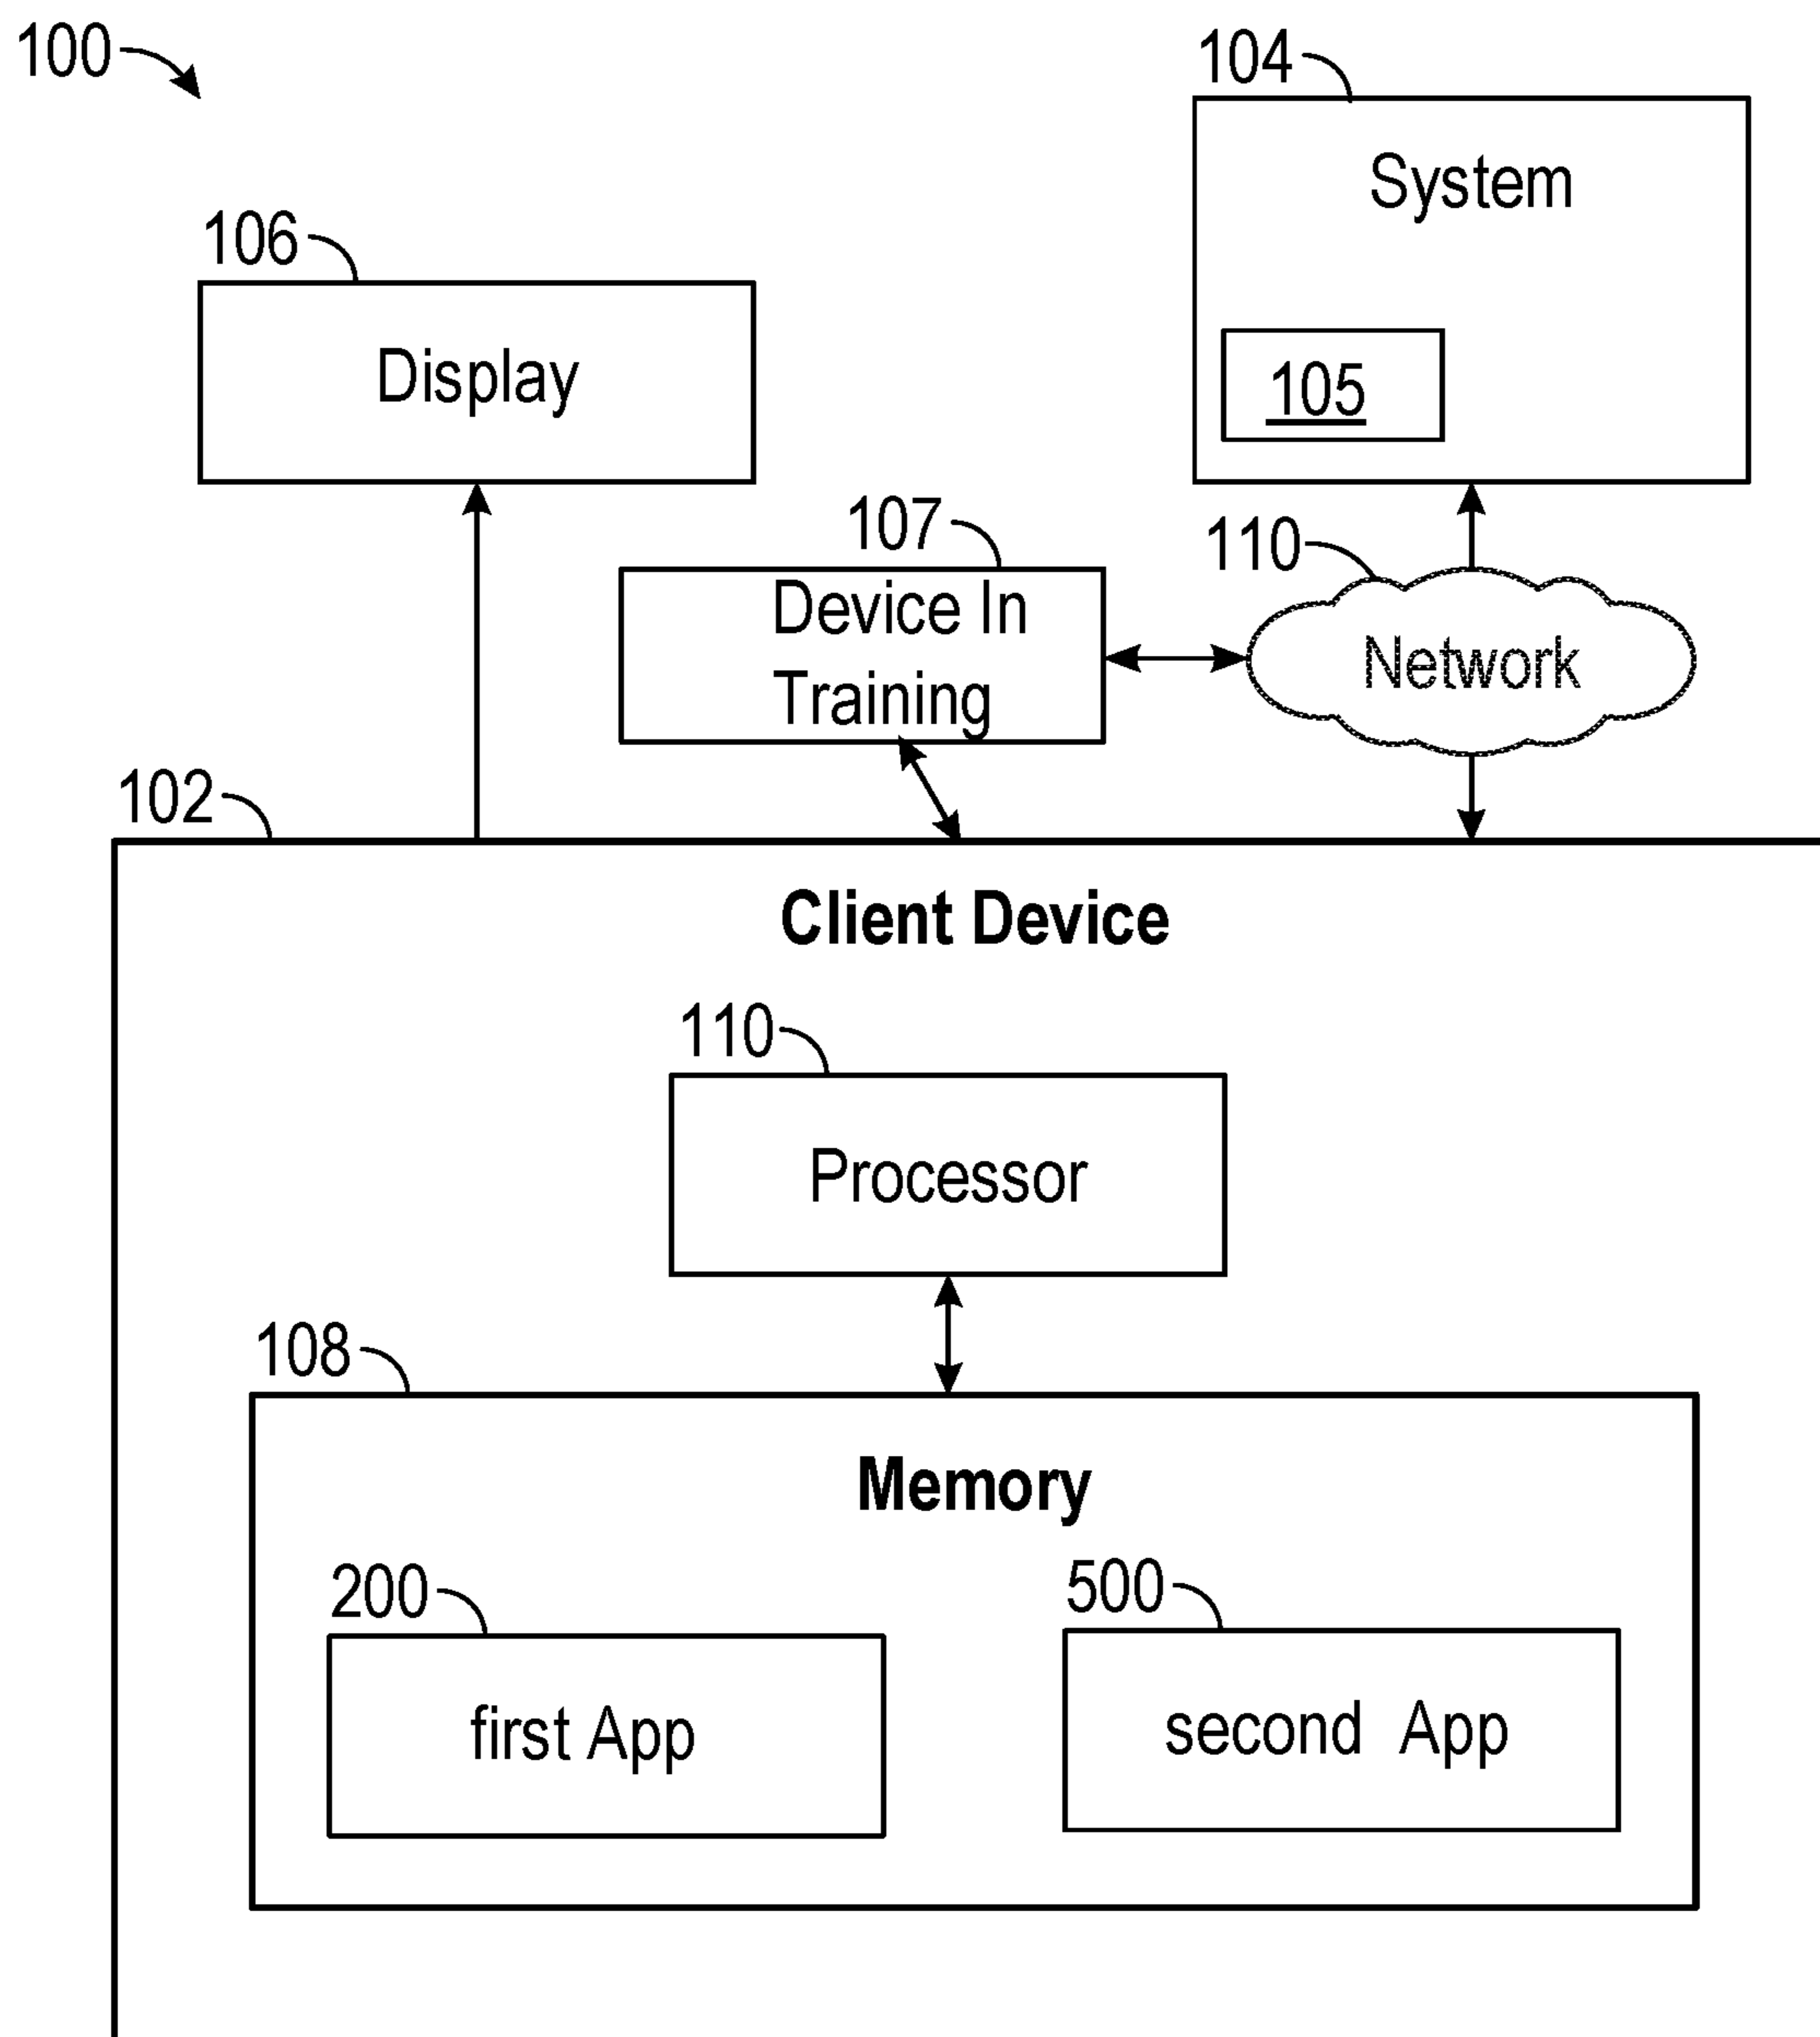 100
104
System
106
Display
105
107
Device In
Training
110
Network
102
Client Device
110
Processor
108
Memory
200
first App
500
second App